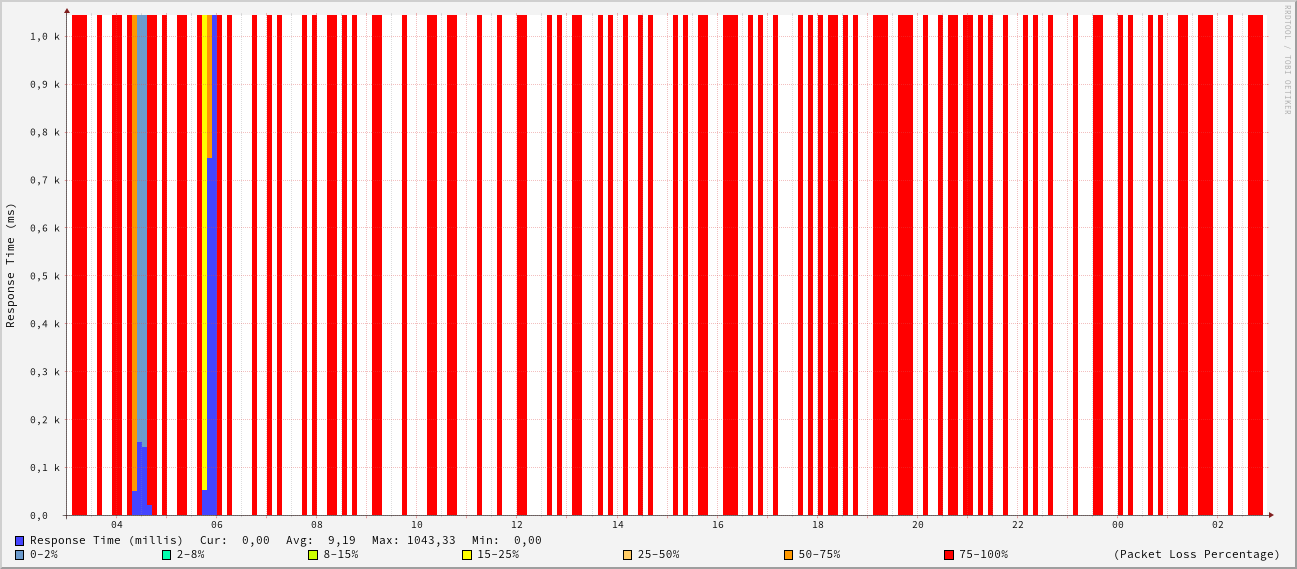 RRDTOOL / TOBI OETIKER
Response Time (ms)
1,0 k
0,9 k
0,8 k
0,7 k
0,6 k
0,5 k
0,4 k
0,3 k
0,2 k
0,1 k
0,0
04 06 08 10 12 14 16 18 20 22 00 02
Response Time (millis) Cur: 0,00 Avg: 9,19 Max: 1043,33 Min: 0,00
0-2% 2-8% 8-15% 15-25% 25-50% 50-75% 75-100% (Packet Loss Percentage)